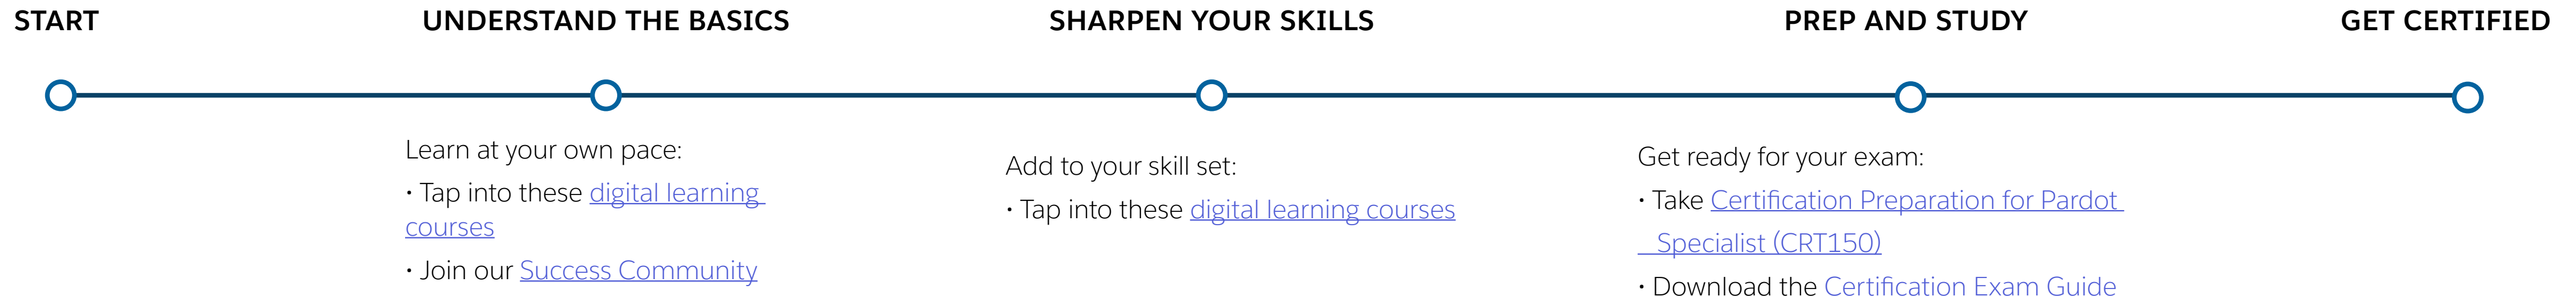 START
UNDERSTAND THE BASICS
SHARPEN YOUR SKILLS
PREP AND STUDY
GET CERTIFIED
Learn at your own pace:
• Tap into these digital learning
courses
• Join our Success Community
Add to your skill set:
• Tap into these digital learning courses
Get ready for your exam:
• Take Certification Preparation for Pardot
Specialist (CRT150)
• Download the Certification Exam Guide